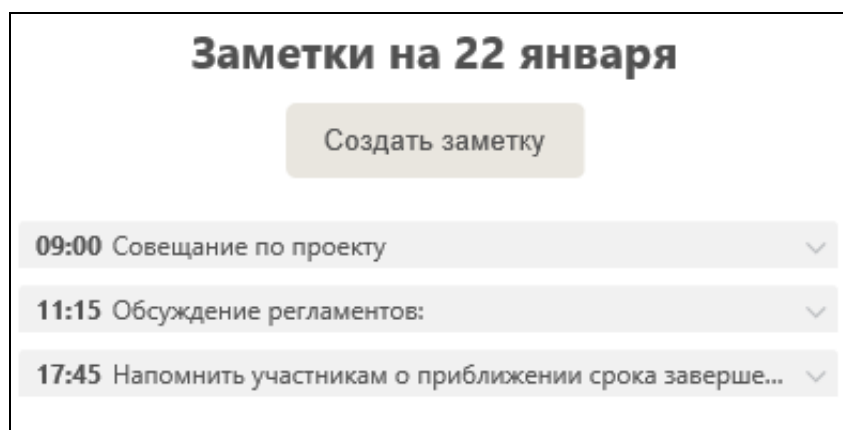 Заметки на 22 января
Создать заметку
09:00 Совещание по проекту
11:15 Обсуждение регламентов:
17:45 Напомнить участникам о приближении срока заверше...